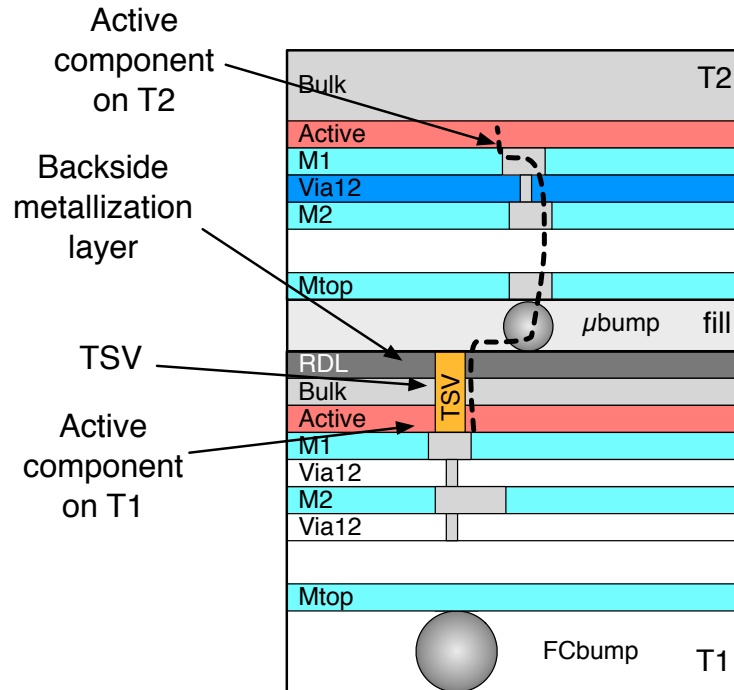 Active
component
on T2
Backside
metallization
layer
TSV
Active
component
on T1
T2
Bulk
Active
M1
Via12
M2
Mtop
µbump
fill
RDL
TSV
Bulk
Active
M1
Via12
M2
Via12
Mtop
FCbump
T1